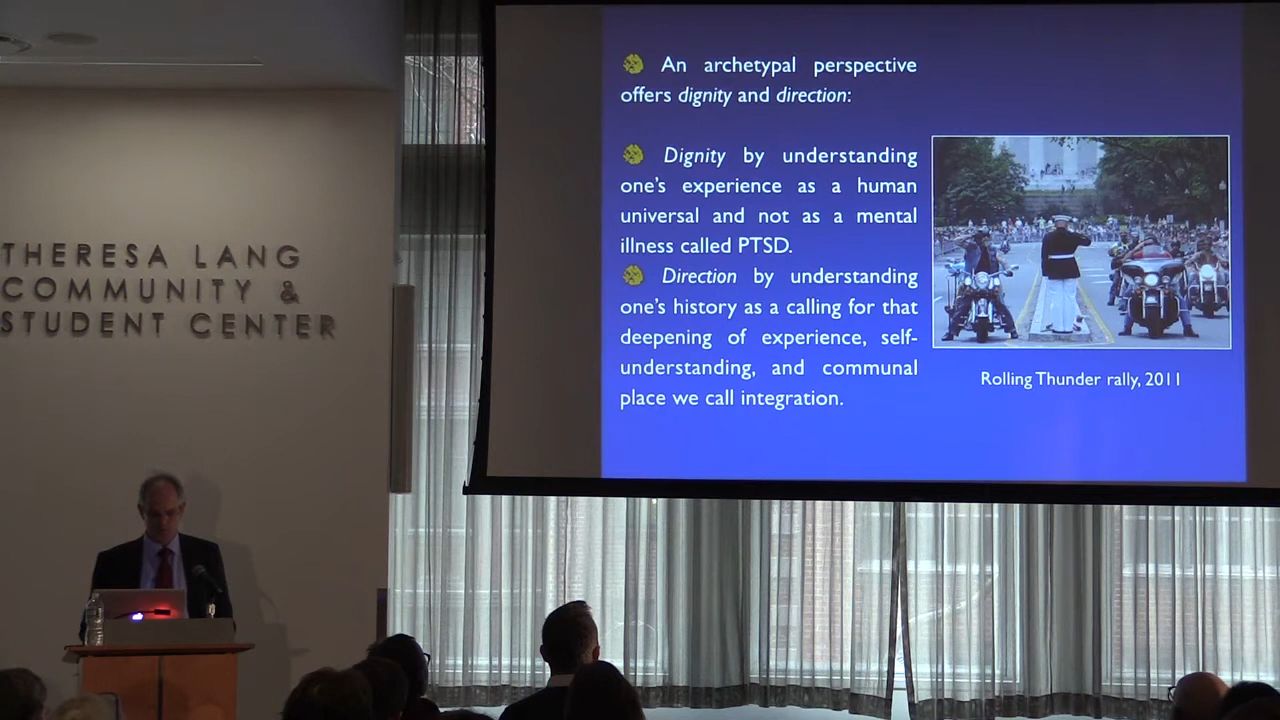 THERESA LANG
COMMUNITY &
STUDENT CENTER
An archetypal perspective
offers dignity and direction:
Dignity by understanding
one's experience as a human
universal and not as a mental
illness called PTSD.
Direction by understanding
one's history as a calling for that
deepening of experience, self-
understanding, and communal
place we call integration.
Rolling Thunder rally, 2011